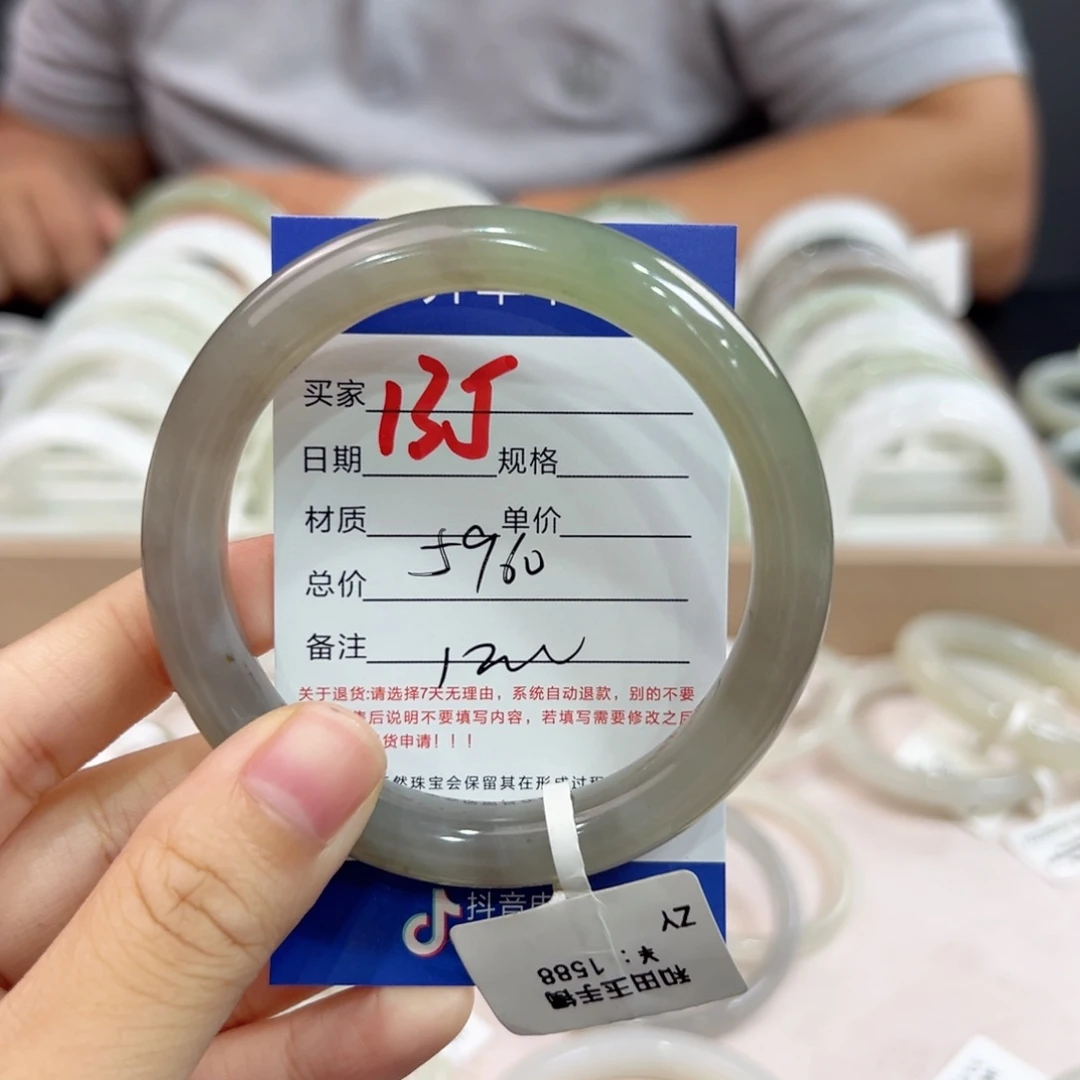 买家
日期 规格
材质 单价
总价 5960
备注
关于退货:请选择7天无理由，系统自动退款，别的不要
后说明不要填写内容，若填写需要修改之后
货申请！！！
然珠宝会保留其在形成过程
抖音电
和田玉手镯
*：1588
ZY